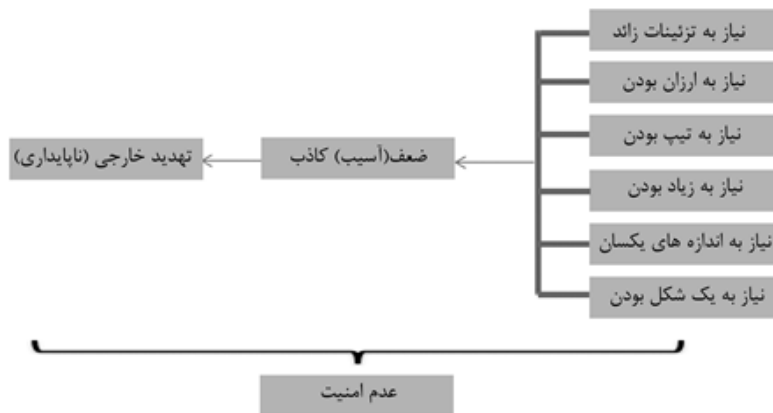 نیاز به تزئینات زائد
نیاز به ارزان بودن
نیاز به تیپ بودن
نیاز به زیاد بودن
نیاز به اندازه های یکسان
نیاز به یک شکل بودن
ضعف(آسیب) کاذب
تهدید خارجی (ناپایداری)
عدم امنیت